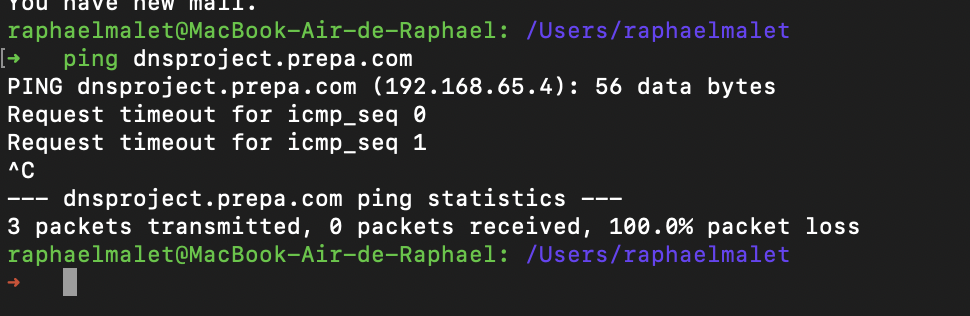 You have new mail.
raphaelmalet@MacBook-Air-de-Raphael: /Users/raphaelmalet
[➜ ping dnsproject.prepa.com
PING dnsproject.prepa.com (192.168.65.4): 56 data bytes
Request timeout for icmp_seq 0
Request timeout for icmp_seq 1
^C
--- dnsproject.prepa.com ping statistics ---
3 packets transmitted, 0 packets received, 100.0% packet loss
raphaelmalet@MacBook-Air-de-Raphael: /Users/raphaelmalet
➜